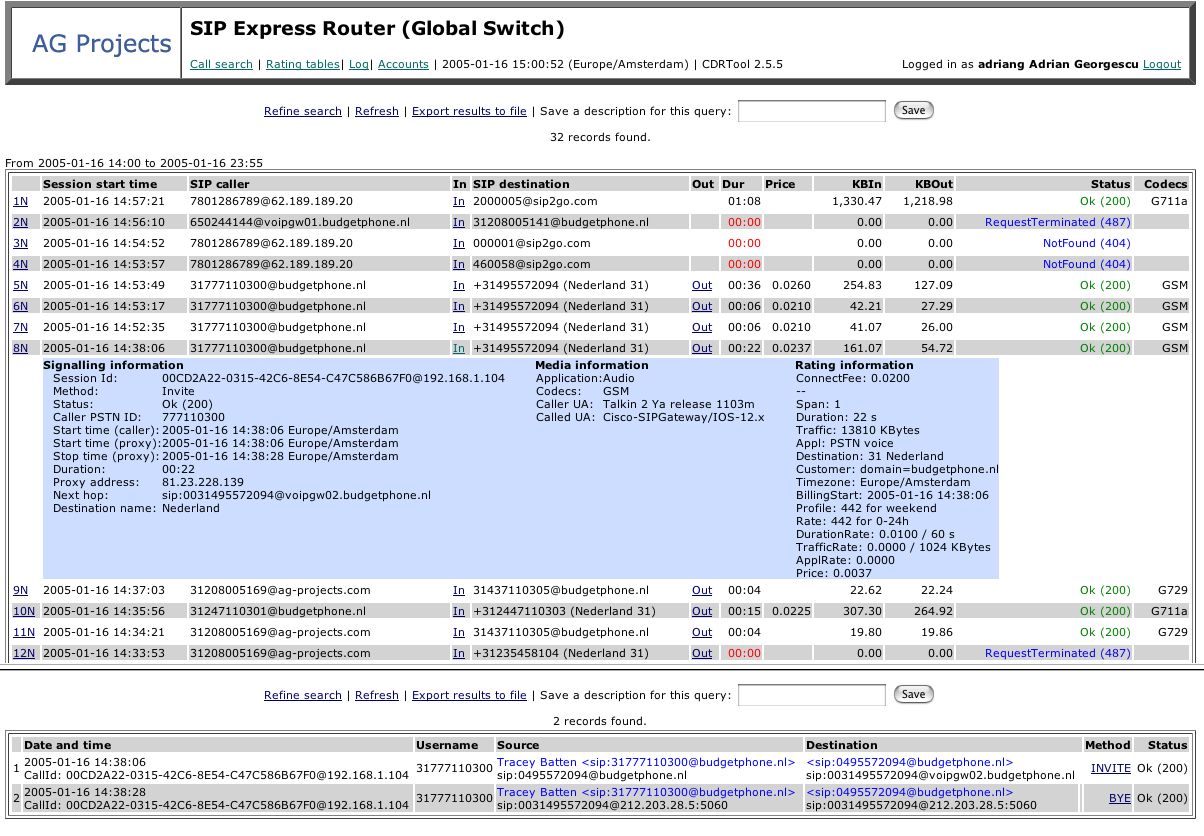 AG Projects
SIP Express Router (Global Switch)
Call search | Rating tables| Log| Accounts | 2005-01-16 15:00:52 (Europe/Amsterdam) | CDRTool 2.5.5 Logged in as adriang Adrian Georgescu Logout
Refine search | Refresh | Export results to file | Save a description for this query: Save
32 records found.
From 2005-01-16 14:00 to 2005-01-16 23:55
Session start time SIP caller In SIP destination Out Dur Price KBIn KBOut Status Codecs
1N 2005-01-16 14:57:21 7801286789@62.189.189.20 In 2000005@sip2go.com 01:08 1,330.47 1,218.98 Ok (200) G711a
2N 2005-01-16 14:56:10 650244144@voipgw01.budgetphone.nl In 31208005141@budgetphone.nl 00:00 0.00 0.00 RequestTerminated (487)
3N 2005-01-16 14:54:52 7801286789@62.189.189.20 In 000001@sip2go.com 00:00 0.00 0.00 NotFound (404)
4N 2005-01-16 14:53:57 7801286789@62.189.189.20 In 460058@sip2go.com 00:00 0.00 0.00 NotFound (404)
5N 2005-01-16 14:53:49 31777110300@budgetphone.nl In +31495572094 (Nederland 31) Out 00:36 0.0260 254.83 127.09 Ok (200) GSM
6N 2005-01-16 14:53:17 31777110300@budgetphone.nl In +31495572094 (Nederland 31) Out 00:06 0.0210 42.21 27.29 Ok (200) GSM
7N 2005-01-16 14:52:35 31777110300@budgetphone.nl In +31495572094 (Nederland 31) Out 00:06 0.0210 41.07 26.00 Ok (200) GSM
8N 2005-01-16 14:38:06 31777110300@budgetphone.nl In +31495572094 (Nederland 31) Out 00:22 0.0237 161.07 54.72 Ok (200) GSM
Signalling information
Session Id: 00CD2A22-0315-42C6-8E54-C47C586B67F0@192.168.1.104
Method: Invite
Status: Ok (200)
Caller PSTN ID: 777110300
Start time (caller): 2005-01-16 14:38:06 Europe/Amsterdam
Start time (proxy): 2005-01-16 14:38:06 Europe/Amsterdam
Stop time (proxy): 2005-01-16 14:38:28 Europe/Amsterdam
Duration: 00:22
Proxy address: 81.23.228.139
Next hop: sip:0031495572094@voipgw02.budgetphone.nl
Destination name: Nederland
Media information
Application:Audio
Codecs: GSM
Caller UA: Talkin 2 Ya release 1103m
Called UA: Cisco-SIPGateway/IOS-12.x
Rating information
ConnectFee: 0.0200
--
Span: 1
Duration: 22 s
Traffic: 13810 KBytes
Appl: PSTN voice
Destination: 31 Nederland
Customer: domain=budgetphone.nl
Timezone: Europe/Amsterdam
BillingStart: 2005-01-16 14:38:06
Profile: 442 for weekend
Rate: 442 for 0-24h
DurationRate: 0.0100 / 60 s
TrafficRate: 0.0000 / 1024 KBytes
ApplRate: 0.0000
Price: 0.0037
9N 2005-01-16 14:37:03 31208005169@ag-projects.com In 31437110305@budgetphone.nl Out 00:04 22.62 22.24 Ok (200) G729
10N 2005-01-16 14:35:56 31247110301@budgetphone.nl In +312447110303 (Nederland 31) Out 00:15 0.0225 307.30 264.92 Ok (200) G711a
11N 2005-01-16 14:34:21 31208005169@ag-projects.com In 31437110305@budgetphone.nl Out 00:04 19.80 19.86 Ok (200) G729
12N 2005-01-16 14:33:53 31208005169@ag-projects.com In +31235458104 (Nederland 31) Out 00:00 0.00 0.00 RequestTerminated (487)
Refine search | Refresh | Export results to file | Save a description for this query: Save
2 records found.
Date and time Username Source Destination Method Status
1 2005-01-16 14:38:06 31777110300 Tracey Batten <sip:31777110300@budgetphone.nl> <sip:0495572094@budgetphone.nl> INVITE Ok (200)
CallId: 00CD2A22-0315-42C6-8E54-C47C586B67F0@192.168.1.104 sip:0495572094@budgetphone.nl sip:0031495572094@voipgw02.budgetphone.nl
2 2005-01-16 14:38:28 31777110300 Tracey Batten <sip:31777110300@budgetphone.nl> <sip:0495572094@budgetphone.nl> BYE Ok (200)
CallId: 00CD2A22-0315-42C6-8E54-C47C586B67F0@192.168.1.104 sip:0031495572094@212.203.28.5:5060 sip:0031495572094@212.203.28.5:5060